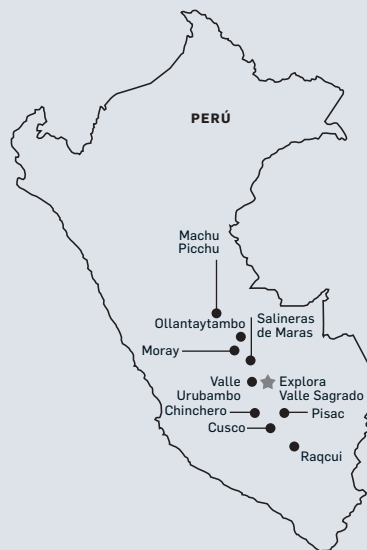 PERÚ
Machu
Picchu
Ollantaytambo
Salineras
de Maras
Moray
Valle
Urubambo
Explora
Valle Sagrado
Chinchero
Pisac
Cusco
Raqcui